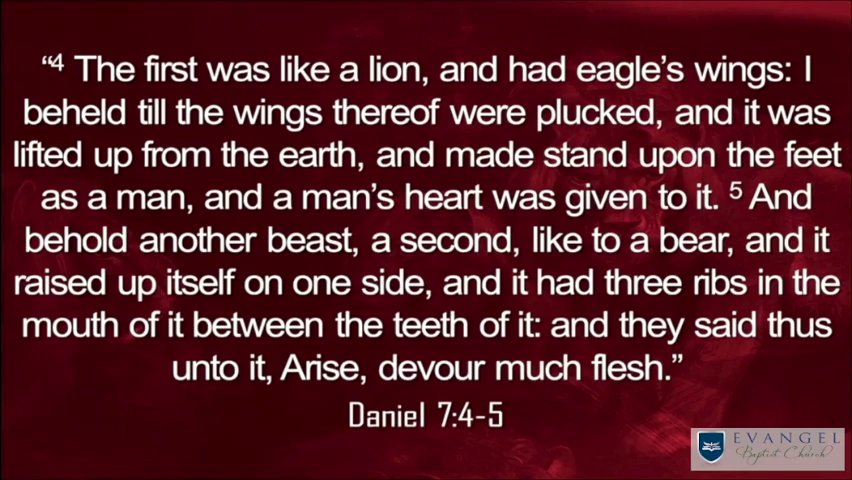 “4 The first was like a lion, and had eagle’s wings: I
beheld till the wings thereof were plucked, and it was
lifted up from the earth, and made stand upon the feet
as a man, and a man’s heart was given to it. 5 And
behold another beast, a second, like to a bear, and it
raised up itself on one side, and it had three ribs in the
mouth of it between the teeth of it: and they said thus
unto it, Arise, devour much flesh.”
Daniel 7:4-5
EVANGEL
Baptist Church